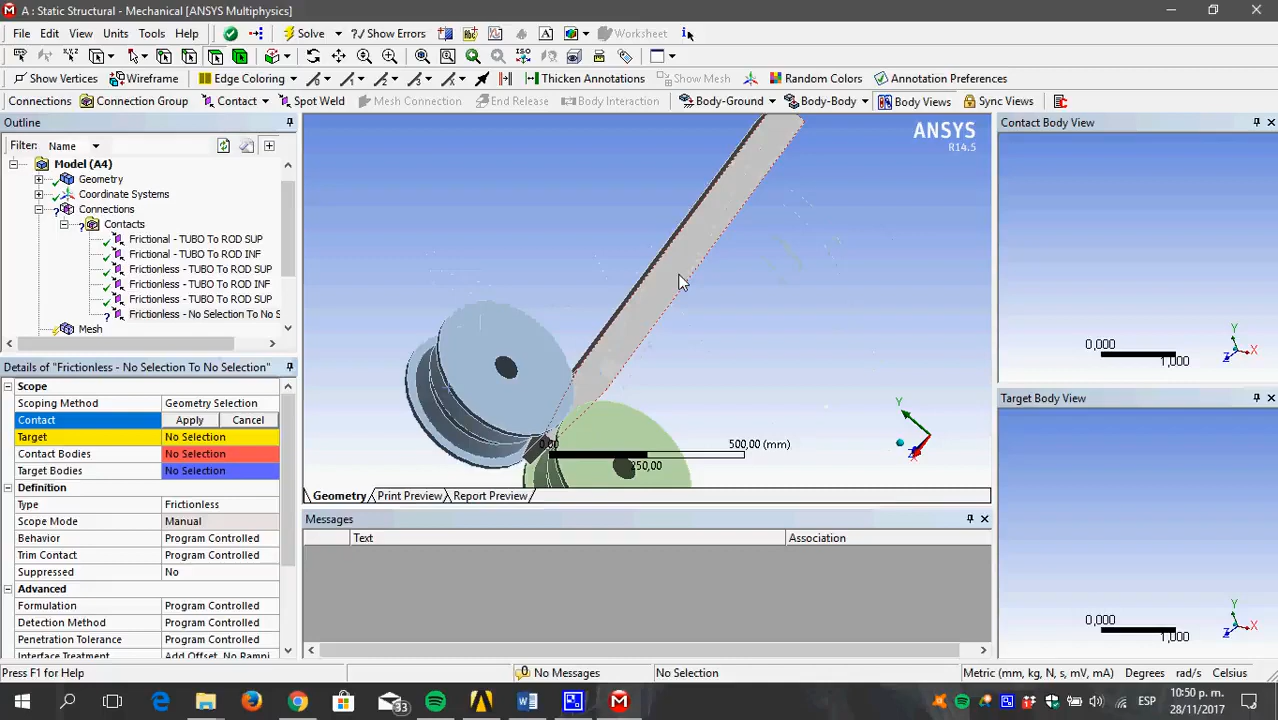 A : Static Structural - Mechanical [ANSYS Multiphysics]
File Edit View Units Tools Help Solve Show Errors Worksheet
Show Vertices Wireframe Edge Coloring Thicken Annotations Show Mesh Random Colors Annotation Preferences
Connections Connection Group Contact Spot Weld Mesh Connection End Release Body Interaction Body-Ground Body-Body Body Views Sync Views
Outline
Filter: Name
Model (A4)
Geometry
Coordinate Systems
Connections
Contacts
Frictional - TUBO To ROD SUP
Frictional - TUBO To ROD INF
Frictionless - TUBO To ROD SUP
Frictionless - TUBO To ROD INF
Frictionless - TUBO To ROD SUP
Frictionless - No Selection To No S
Mesh
Details of "Frictionless - No Selection To No Selection"
Scope
Scoping Method Geometry Selection
Contact Apply Cancel
Target No Selection
Contact Bodies No Selection
Target Bodies No Selection
Definition
Type Frictionless
Scope Mode Manual
Behavior Program Controlled
Trim Contact Program Controlled
Suppressed No
Advanced
Formulation Program Controlled
Detection Method Program Controlled
Penetration Tolerance Program Controlled
Interface Treatment Add Offset, No Rampi
ANSYS
R14.5
0,00 500,00 (mm)
250,00
Y
Z
Geometry Print Preview Report Preview
Messages
Text Association
Contact Body View
0,000
1,000
Y
Z X
Target Body View
0,000
1,000
Y
Z X
Press F1 for Help 0 No Messages No Selection Metric (mm, kg, N, s, mV, mA) Degrees rad/s Celsius
33 W M ESP 10:50 p. m.
28/11/2017